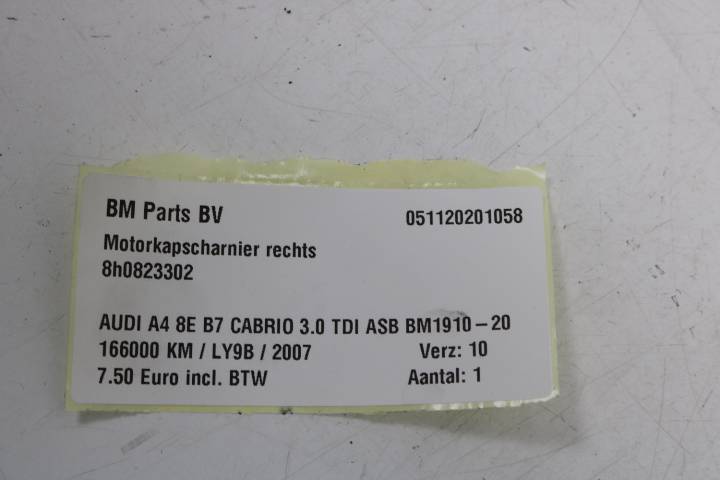 BM Parts BV 051120201058
Motorkapscharnier rechts
8h0823302
AUDI A4 8E B7 CABRIO 3.0 TDI ASB BM1910-20
166000 KM / LY9B / 2007 Verz: 10
7.50 Euro incl. BTW Aantal: 1